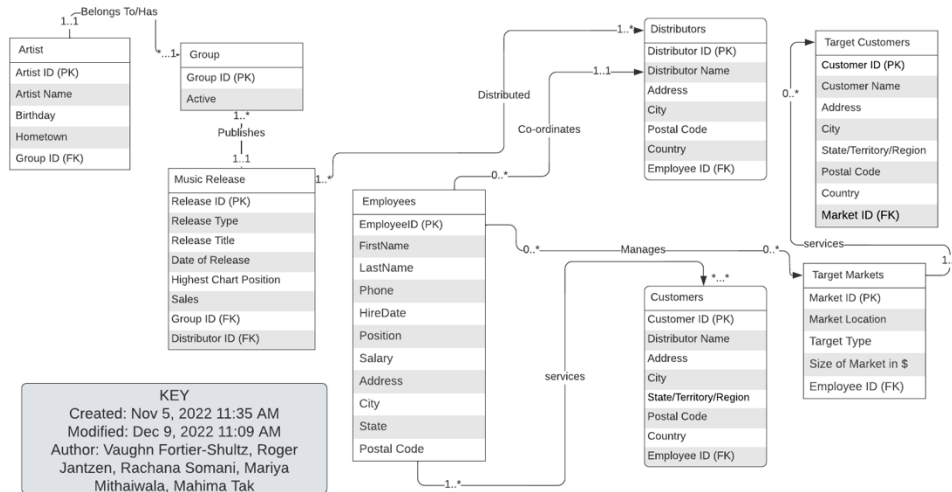 Belongs To/Has
1..1
Artist
Artist ID (PK)
Artist Name
Birthday
Hometown
Group ID (FK)
*...1
Group
Group ID (PK)
Active
1..*
Publishes
1..1
Music Release
Release ID (PK)
Release Type
Release Title
Date of Release
Highest Chart Position
Sales
Group ID (FK)
Distributor ID (FK)
1..*
Distributed
1..*
Distributors
Distributor ID (PK)
Distributor Name
Address
City
Postal Code
Country
Employee ID (FK)
1..1
Co-ordinates
0..*
Employees
EmployeeID (PK)
FirstName
LastName
Phone
HireDate
Position
Salary
Address
City
State
Postal Code
0..*
Manages
0..*
1..*
services
*...*
Customers
Customer ID (PK)
Distributor Name
Address
City
State/Territory/Region
Postal Code
Country
Employee ID (FK)
Target Customers
Customer ID (PK)
Customer Name
Address
City
State/Territory/Region
Postal Code
Country
Market ID (FK)
0..*
services
Target Markets
Market ID (PK)
Market Location
Target Type
Size of Market in $
Employee ID (FK)
KEY
Created: Nov 5, 2022 11:35 AM
Modified: Dec 9, 2022 11:09 AM
Author: Vaughn Fortier-Shultz, Roger
Jantzen, Rachana Somani, Mariya
Mithaiwala, Mahima Tak